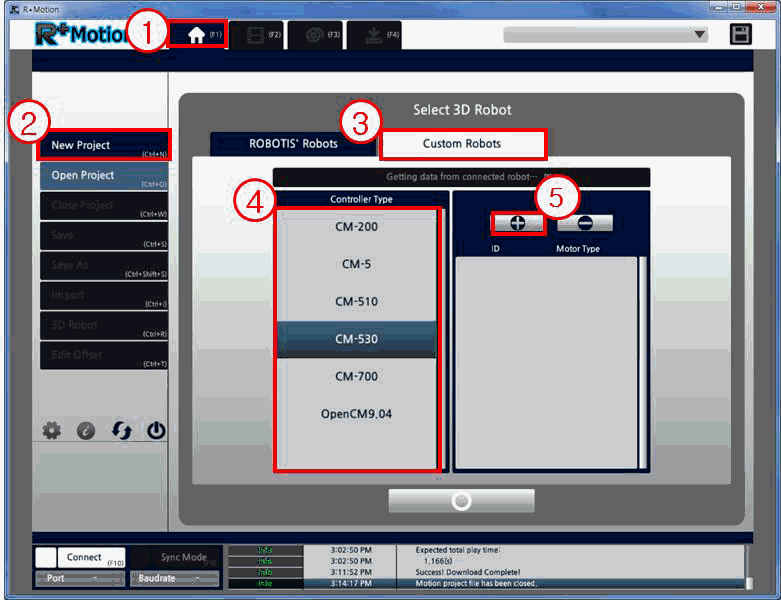 R+Motion
R+Motion
1
(F1)
(F2)
(F3)
(F4)
2
New Project
(Ctrl+N)
Open Project
(Ctrl+O)
Close Project
(Ctrl+W)
Save
(Ctrl+S)
Save As
(Ctrl+Shift+S)
Import
(Ctrl+I)
3D Robot
(Ctrl+R)
Edit Offset
(Ctrl+T)
Select 3D Robot
3
ROBOTIS' Robots
Custom Robots
Getting data from connected robot...
4
Controller Type
CM-200
CM-5
CM-510
CM-530
CM-700
OpenCM9.04
5
ID Motor Type
Connect (F10)
Sync Mode
Port
Baudrate
Info 3:02:50 PM Expected total play time:
Info 3:02:50 PM 1,166(s)
Info 3:11:52 PM Success! Download Complete!
Info 3:14:17 PM Motion project file has been closed.